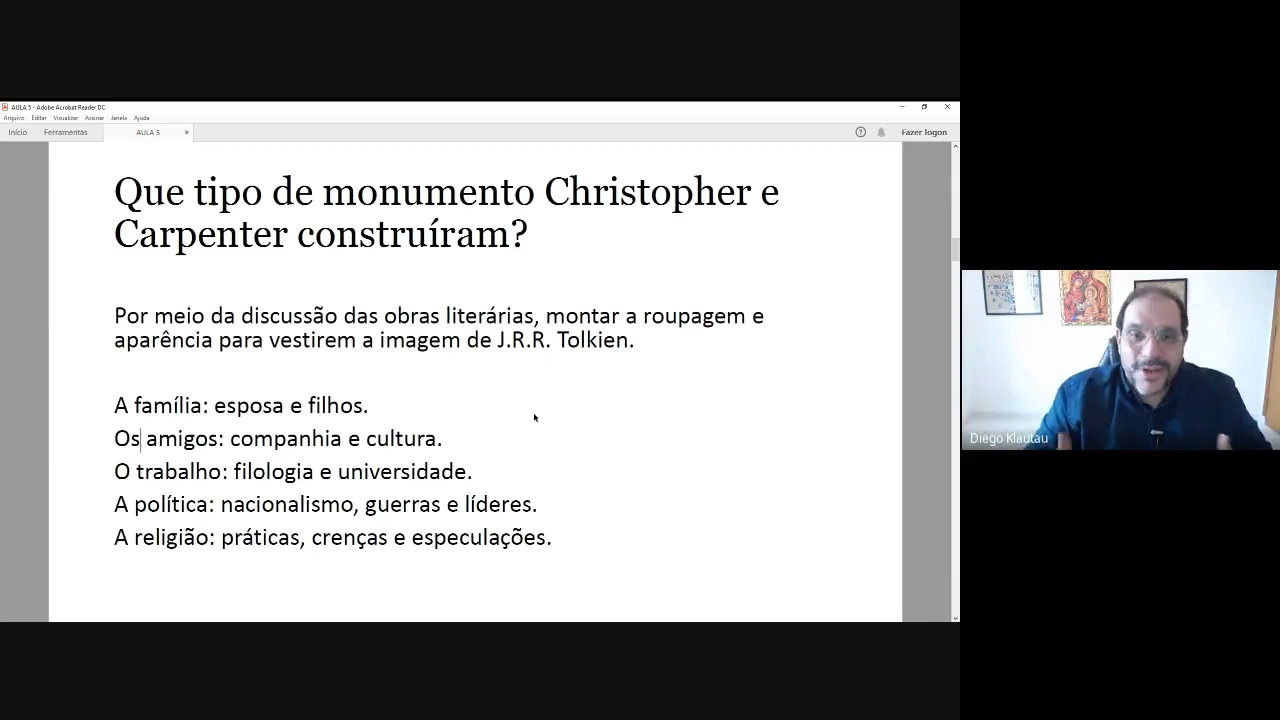 AULA 5 - Adobe Acrobat Reader DC
Arquivo Editar Visualizar Assinar Janela Ajuda
Início Ferramentas AULA 5 × Fazer logon
Que tipo de monumento Christopher e
Carpenter construíram?
Por meio da discussão das obras literárias, montar a roupagem e
aparência para vestirem a imagem de J.R.R. Tolkien.
A família: esposa e filhos.
Os amigos: companhia e cultura.
O trabalho: filologia e universidade.
A política: nacionalismo, guerras e líderes.
A religião: práticas, crenças e especulações.
Diego Klautau